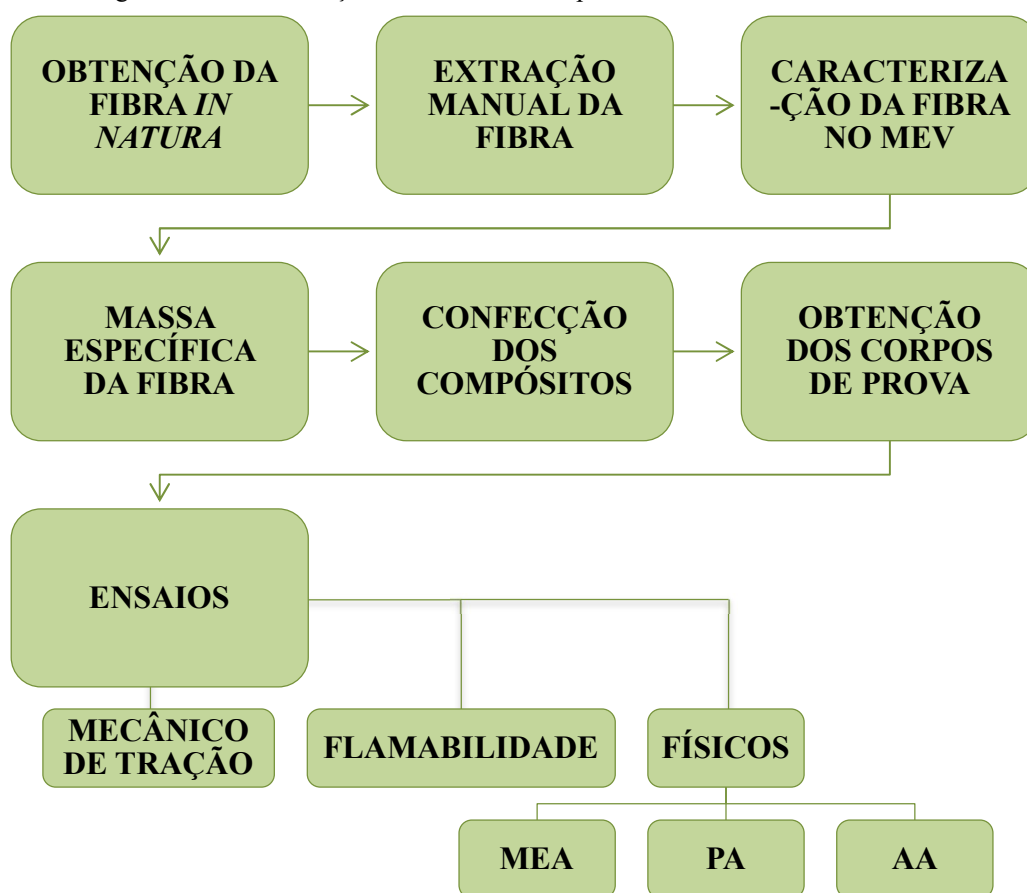 OBTENÇÃO DA
FIBRA IN
NATURA
EXTRAÇÃO
MANUAL DA
FIBRA
CARACTERIZA
-ÇÃO DA FIBRA
NO MEV
MASSA
ESPECÍFICA
DA FIBRA
CONFECÇÃO
DOS
COMPÓSITOS
OBTENÇÃO
DOS CORPOS
DE PROVA
ENSAIOS
MECÂNICO
DE TRAÇÃO
FLAMABILIDADE
FÍSICOS
MEA
PA
AA